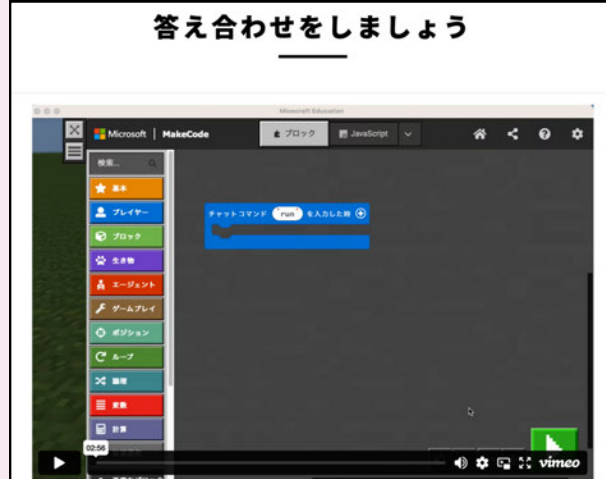 答え合わせをしましょう
Minecraft Education
Microsoft | MakeCode
ブロック
JavaScript
検索...
基本
プレイヤー
ブロック
生き物
エージェント
ゲームプレイ
ポジション
ループ
論理
変数
計算
チャットコマンド "run" を入力した時
02:56
vimeo